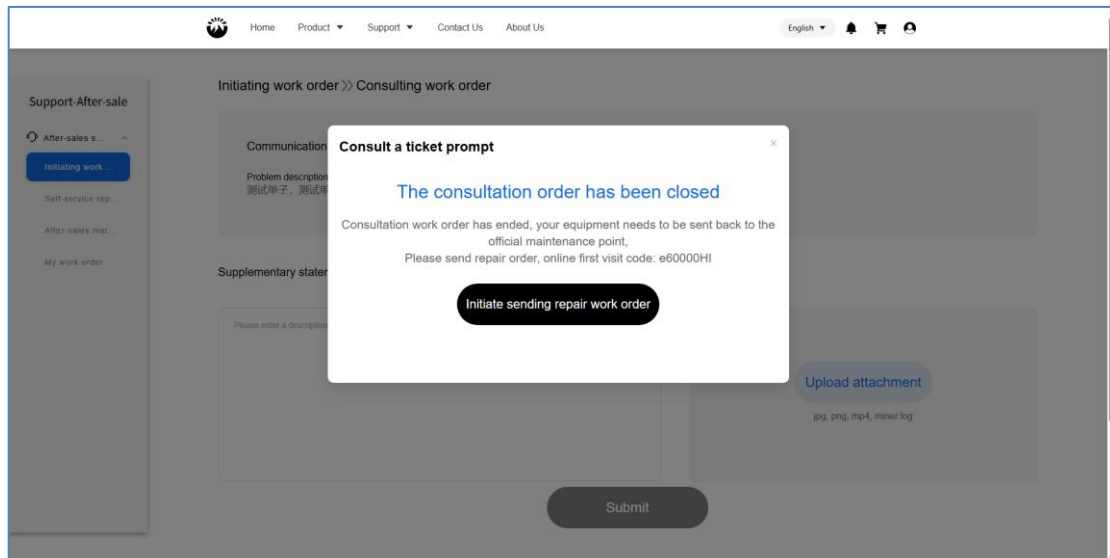 Home Product Support Contact Us About Us English
Initiating work order >> Consulting work order
Support-After-sale
After-sales s...
Initiating work ...
Self-service rep...
After-sales mai...
My work order
Communication
Problem description
测试单子，测试单
Consult a ticket prompt
×
The consultation order has been closed
Consultation work order has ended, your equipment needs to be sent back to the
official maintenance point,
Please send repair order, online first visit code: e60000HI
Initiate sending repair work order
Supplementary stater
Please enter a description
Upload attachment
jpg, png, mp4, miner log
Submit